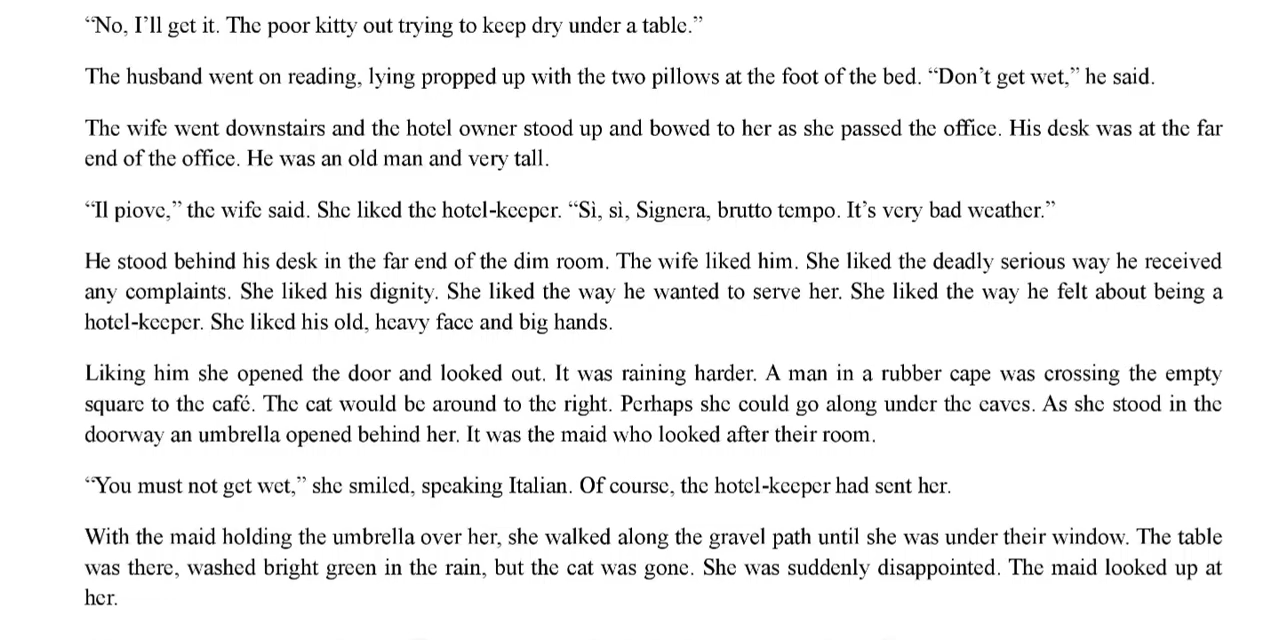 “No, I’ll get it. The poor kitty out trying to keep dry under a table.”
The husband went on reading, lying propped up with the two pillows at the foot of the bed. “Don’t get wet,” he said.
The wife went downstairs and the hotel owner stood up and bowed to her as she passed the office. His desk was at the far
end of the office. He was an old man and very tall.
“Il piove,” the wife said. She liked the hotel-keeper. “Sì, sì, Signera, brutto tempo. It’s very bad weather.”
He stood behind his desk in the far end of the dim room. The wife liked him. She liked the deadly serious way he received
any complaints. She liked his dignity. She liked the way he wanted to serve her. She liked the way he felt about being a
hotel-keeper. She liked his old, heavy face and big hands.
Liking him she opened the door and looked out. It was raining harder. A man in a rubber cape was crossing the empty
square to the café. The cat would be around to the right. Perhaps she could go along under the eaves. As she stood in the
doorway an umbrella opened behind her. It was the maid who looked after their room.
“You must not get wet,” she smiled, speaking Italian. Of course, the hotel-keeper had sent her.
With the maid holding the umbrella over her, she walked along the gravel path until she was under their window. The table
was there, washed bright green in the rain, but the cat was gone. She was suddenly disappointed. The maid looked up at
her.